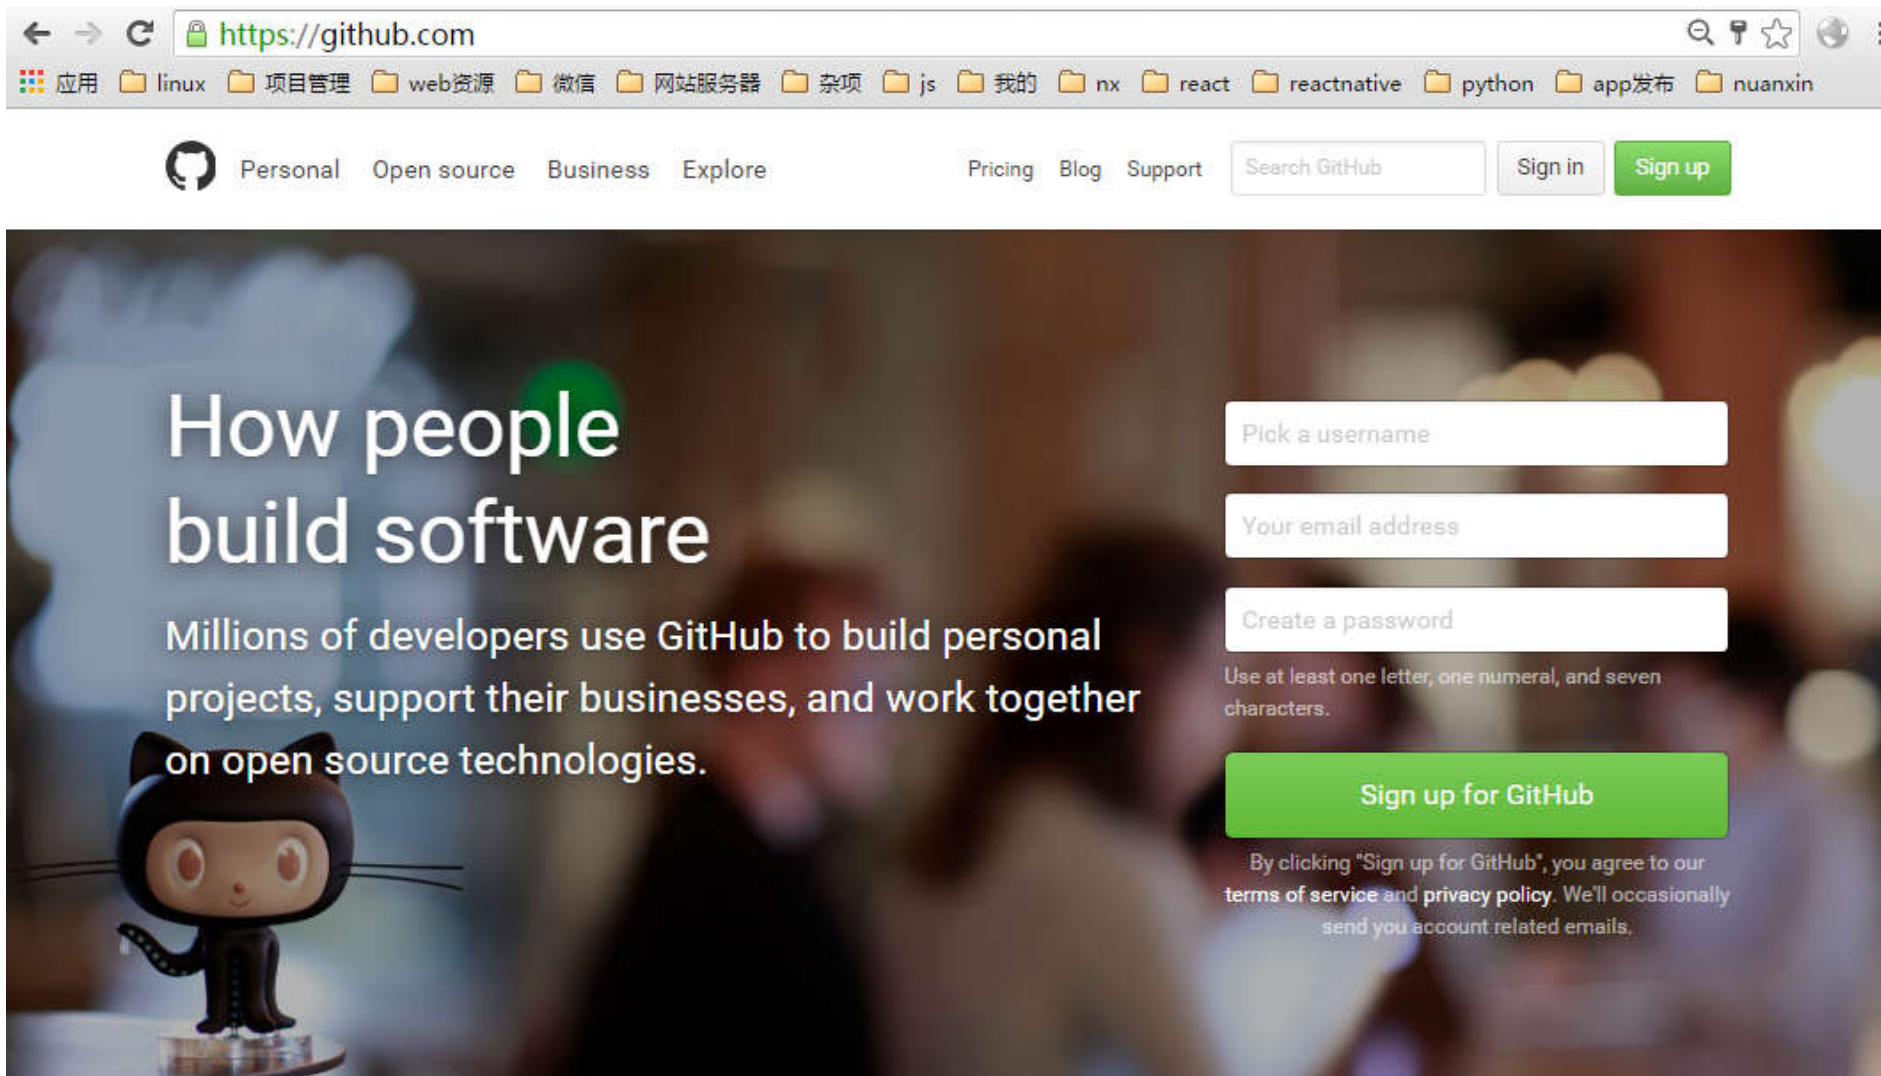 https://github.com
应用 linux 项目管理 web资源 微信 网站服务器 杂项 js 我的 nx react reactnative python app发布 nuanxin
Personal Open source Business Explore Pricing Blog Support Search GitHub Sign in Sign up
How people
build software
Millions of developers use GitHub to build personal
projects, support their businesses, and work together
on open source technologies.
Pick a username
Your email address
Create a password
Use at least one letter, one numeral, and seven
characters.
Sign up for GitHub
By clicking "Sign up for GitHub", you agree to our
terms of service and privacy policy. We'll occasionally
send you account related emails.